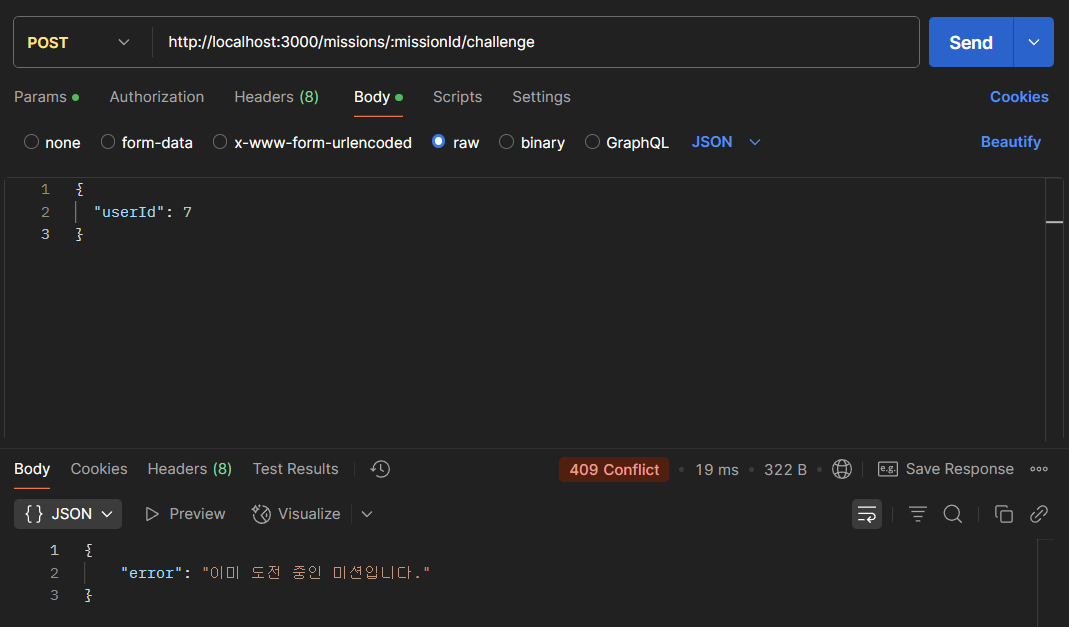 POST http://localhost:3000/missions/:missionId/challenge Send
Params Authorization Headers (8) Body Scripts Settings Cookies
none form-data x-www-form-urlencoded raw binary GraphQL JSON Beautify
1 {
2 "userId": 7
3 }
Body Cookies Headers (8) Test Results 409 Conflict 19 ms 322 B e.g. Save Response
{} JSON Preview Visualize
1 {
2 "error": "이미 도전 중인 미션입니다."
3 }